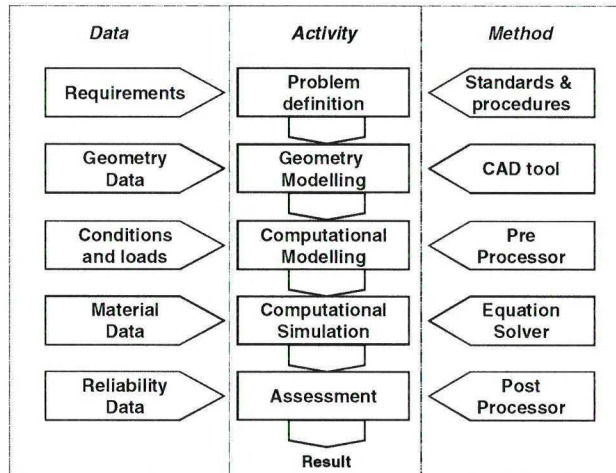 Data
Activity
Method
Requirements
Problem
definition
Standards &
procedures
Geometry
Data
Geometry
Modelling
CAD tool
Conditions
and loads
Computational
Modelling
Pre
Processor
Material
Data
Computational
Simulation
Equation
Solver
Reliability
Data
Assessment
Post
Processor
Result